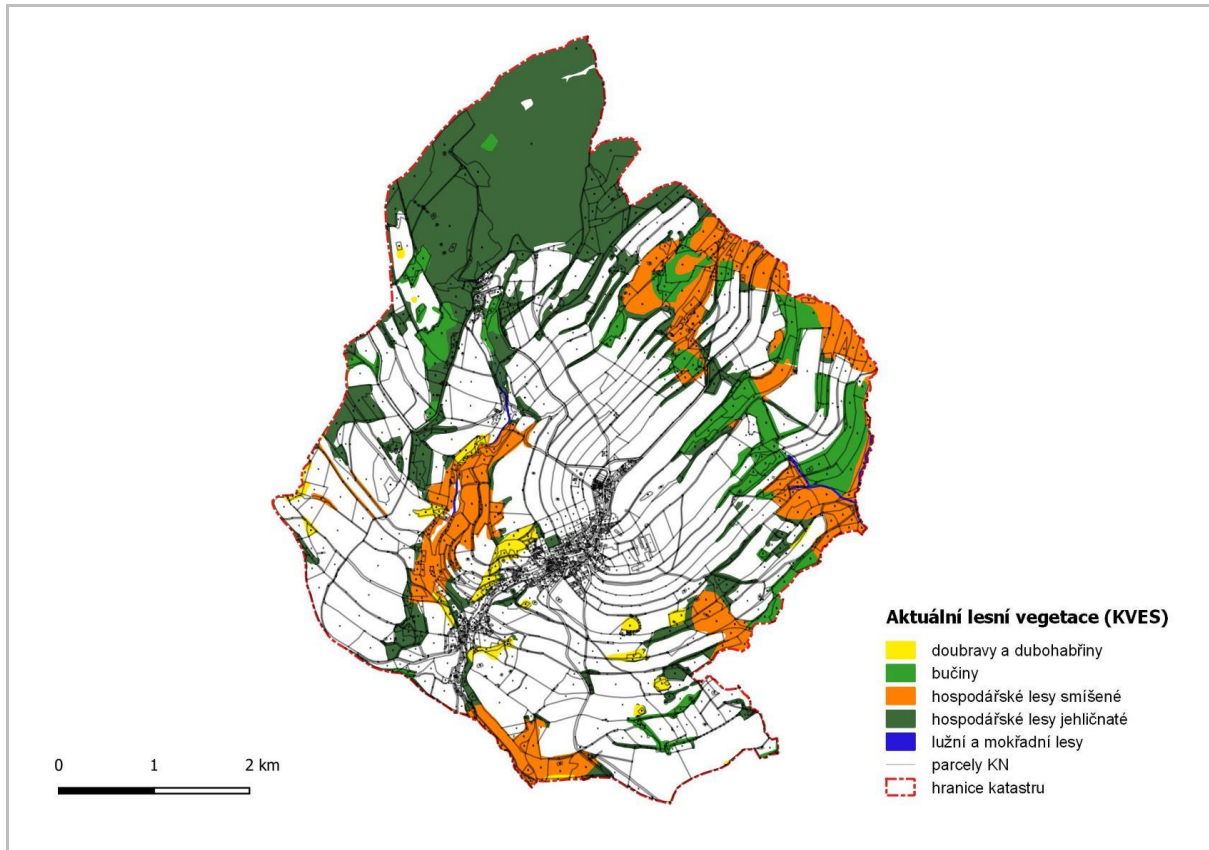 Aktuální lesní vegetace (KVES)
doubravy a dubohabřiny
bučiny
hospodářské lesy smíšené
hospodářské lesy jehličnaté
lužní a mokřadní lesy
parcely KN
hranice katastru
0 1 2 km